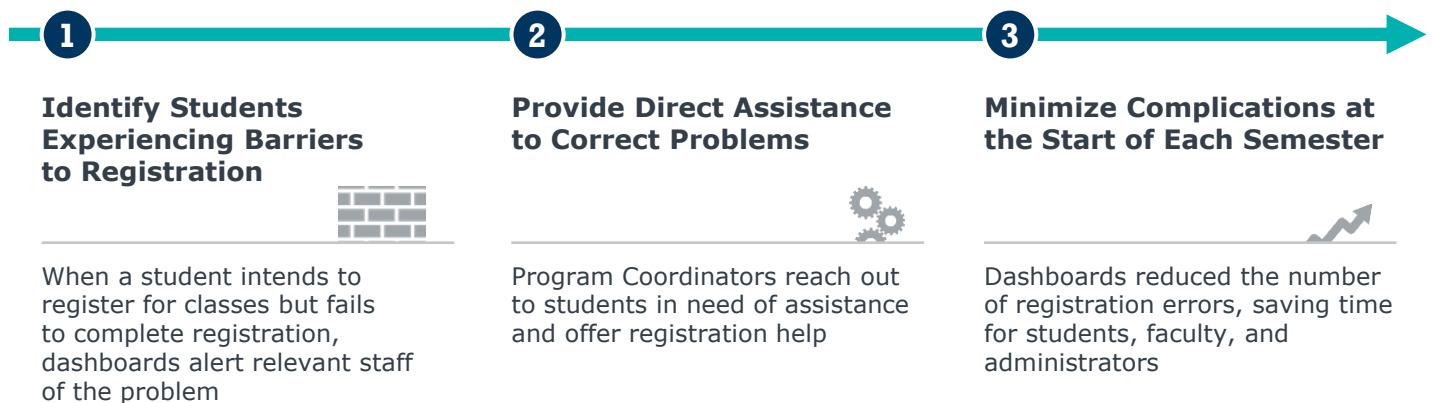 1
2
3
Identify Students
Experiencing Barriers
to Registration
When a student intends to
register for classes but fails
to complete registration,
dashboards alert relevant staff
of the problem
Provide Direct Assistance
to Correct Problems
Program Coordinators reach out
to students in need of assistance
and offer registration help
Minimize Complications at
the Start of Each Semester
Dashboards reduced the number
of registration errors, saving time
for students, faculty, and
administrators